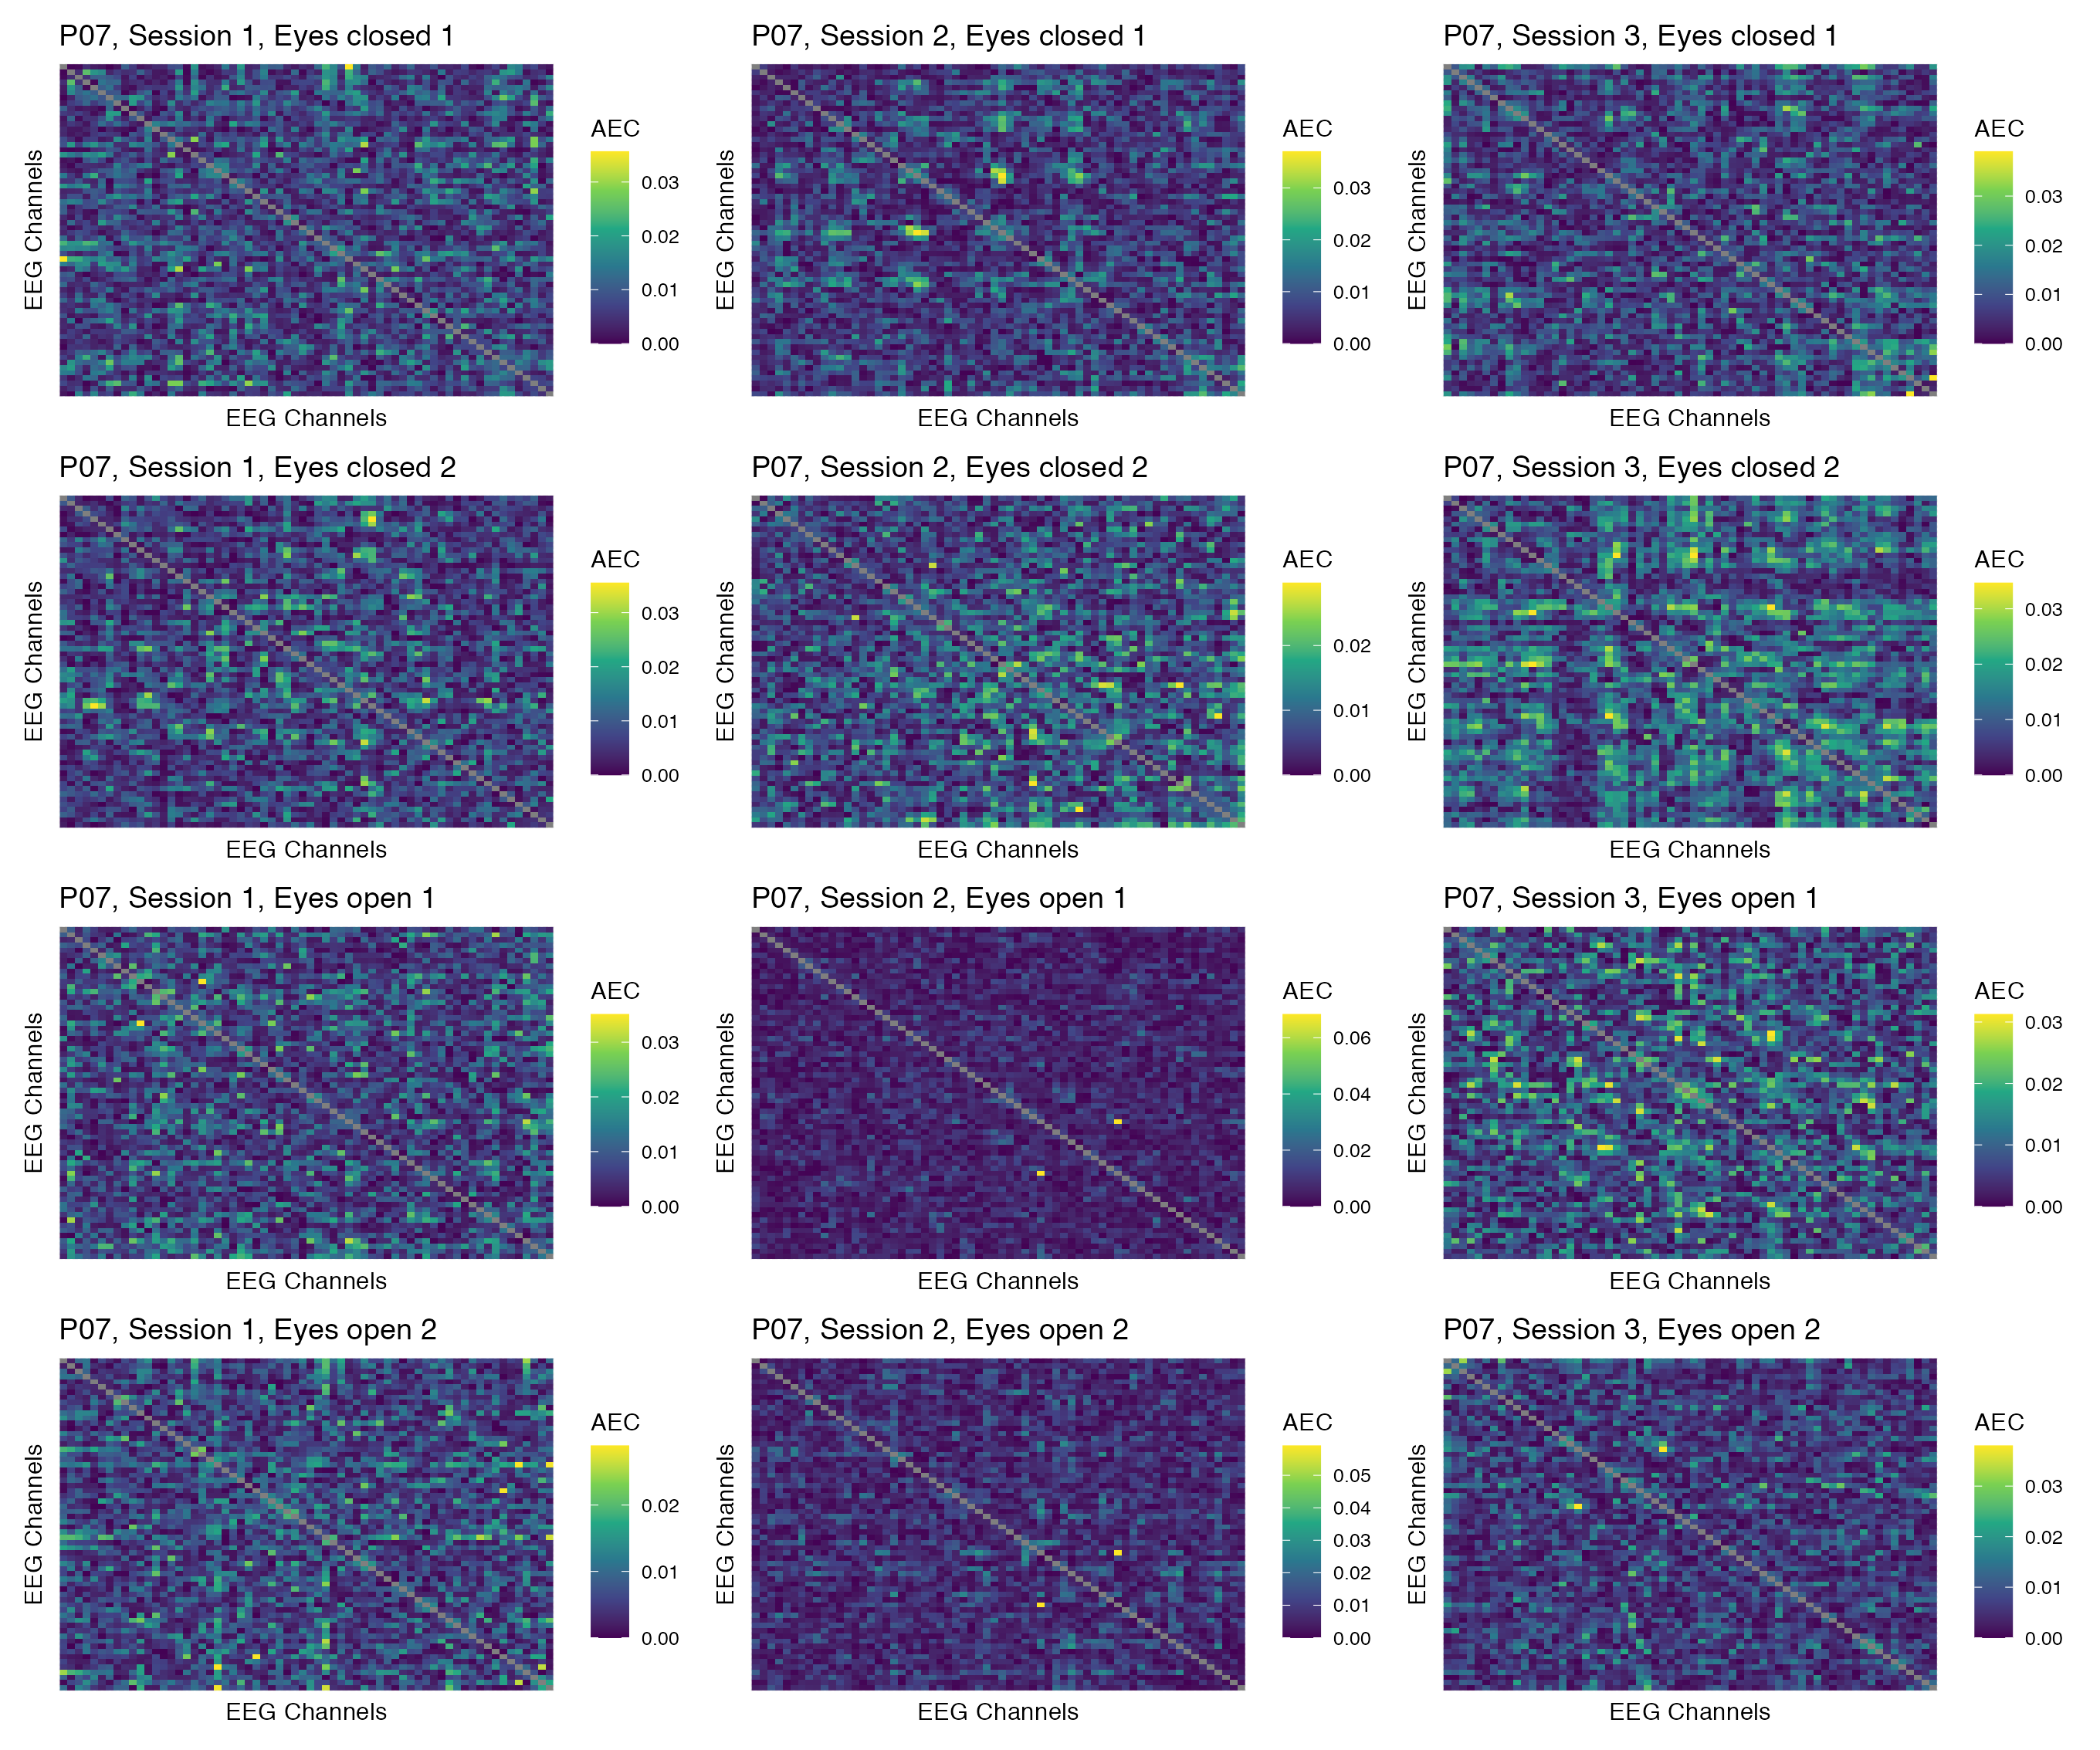 P07, Session 1, Eyes closed 1
P07, Session 2, Eyes closed 1
P07, Session 3, Eyes closed 1
EEG Channels
AEC
0.03
0.02
0.01
0.00
EEG Channels
EEG Channels
AEC
0.03
0.02
0.01
0.00
EEG Channels
EEG Channels
AEC
0.03
0.02
0.01
0.00
EEG Channels
P07, Session 1, Eyes closed 2
P07, Session 2, Eyes closed 2
P07, Session 3, Eyes closed 2
EEG Channels
AEC
0.03
0.02
0.01
0.00
EEG Channels
EEG Channels
AEC
0.02
0.01
0.00
EEG Channels
EEG Channels
AEC
0.03
0.02
0.01
0.00
EEG Channels
P07, Session 1, Eyes open 1
P07, Session 2, Eyes open 1
P07, Session 3, Eyes open 1
EEG Channels
AEC
0.03
0.02
0.01
0.00
EEG Channels
EEG Channels
AEC
0.06
0.04
0.02
0.00
EEG Channels
EEG Channels
AEC
0.03
0.02
0.01
0.00
EEG Channels
P07, Session 1, Eyes open 2
P07, Session 2, Eyes open 2
P07, Session 3, Eyes open 2
EEG Channels
AEC
0.02
0.01
0.00
EEG Channels
EEG Channels
AEC
0.05
0.04
0.03
0.02
0.01
0.00
EEG Channels
EEG Channels
AEC
0.03
0.02
0.01
0.00
EEG Channels